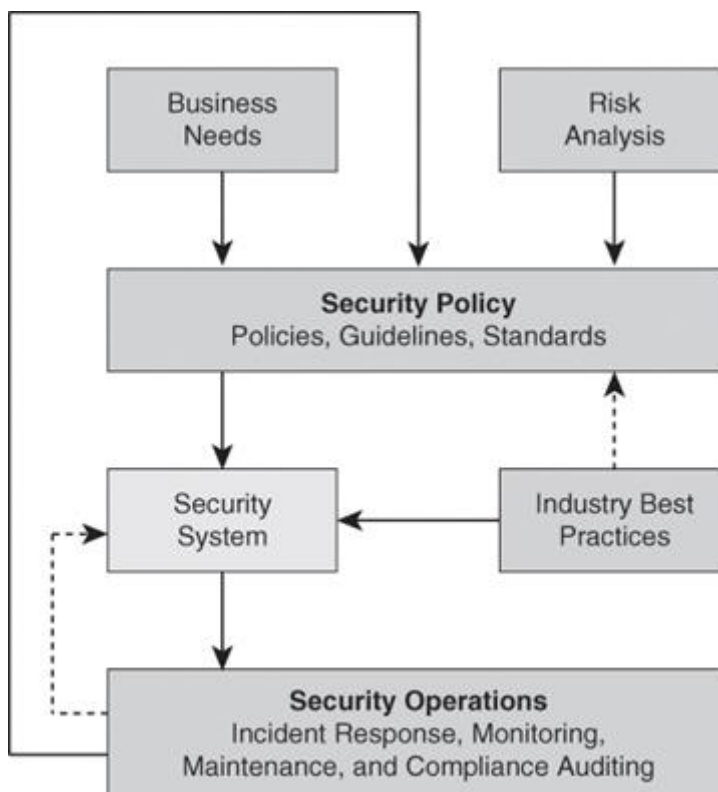 Business
Needs
Risk
Analysis
Security Policy
Policies, Guidelines, Standards
Security
System
Industry Best
Practices
Security Operations
Incident Response, Monitoring,
Maintenance, and Compliance Auditing